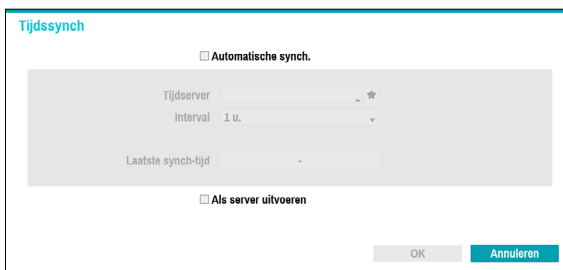 Tijdssynch
Automatische synch.
Tijdserver
Interval 1 u.
Laatste synch-tijd -
Als server uitvoeren
OK Annuleren